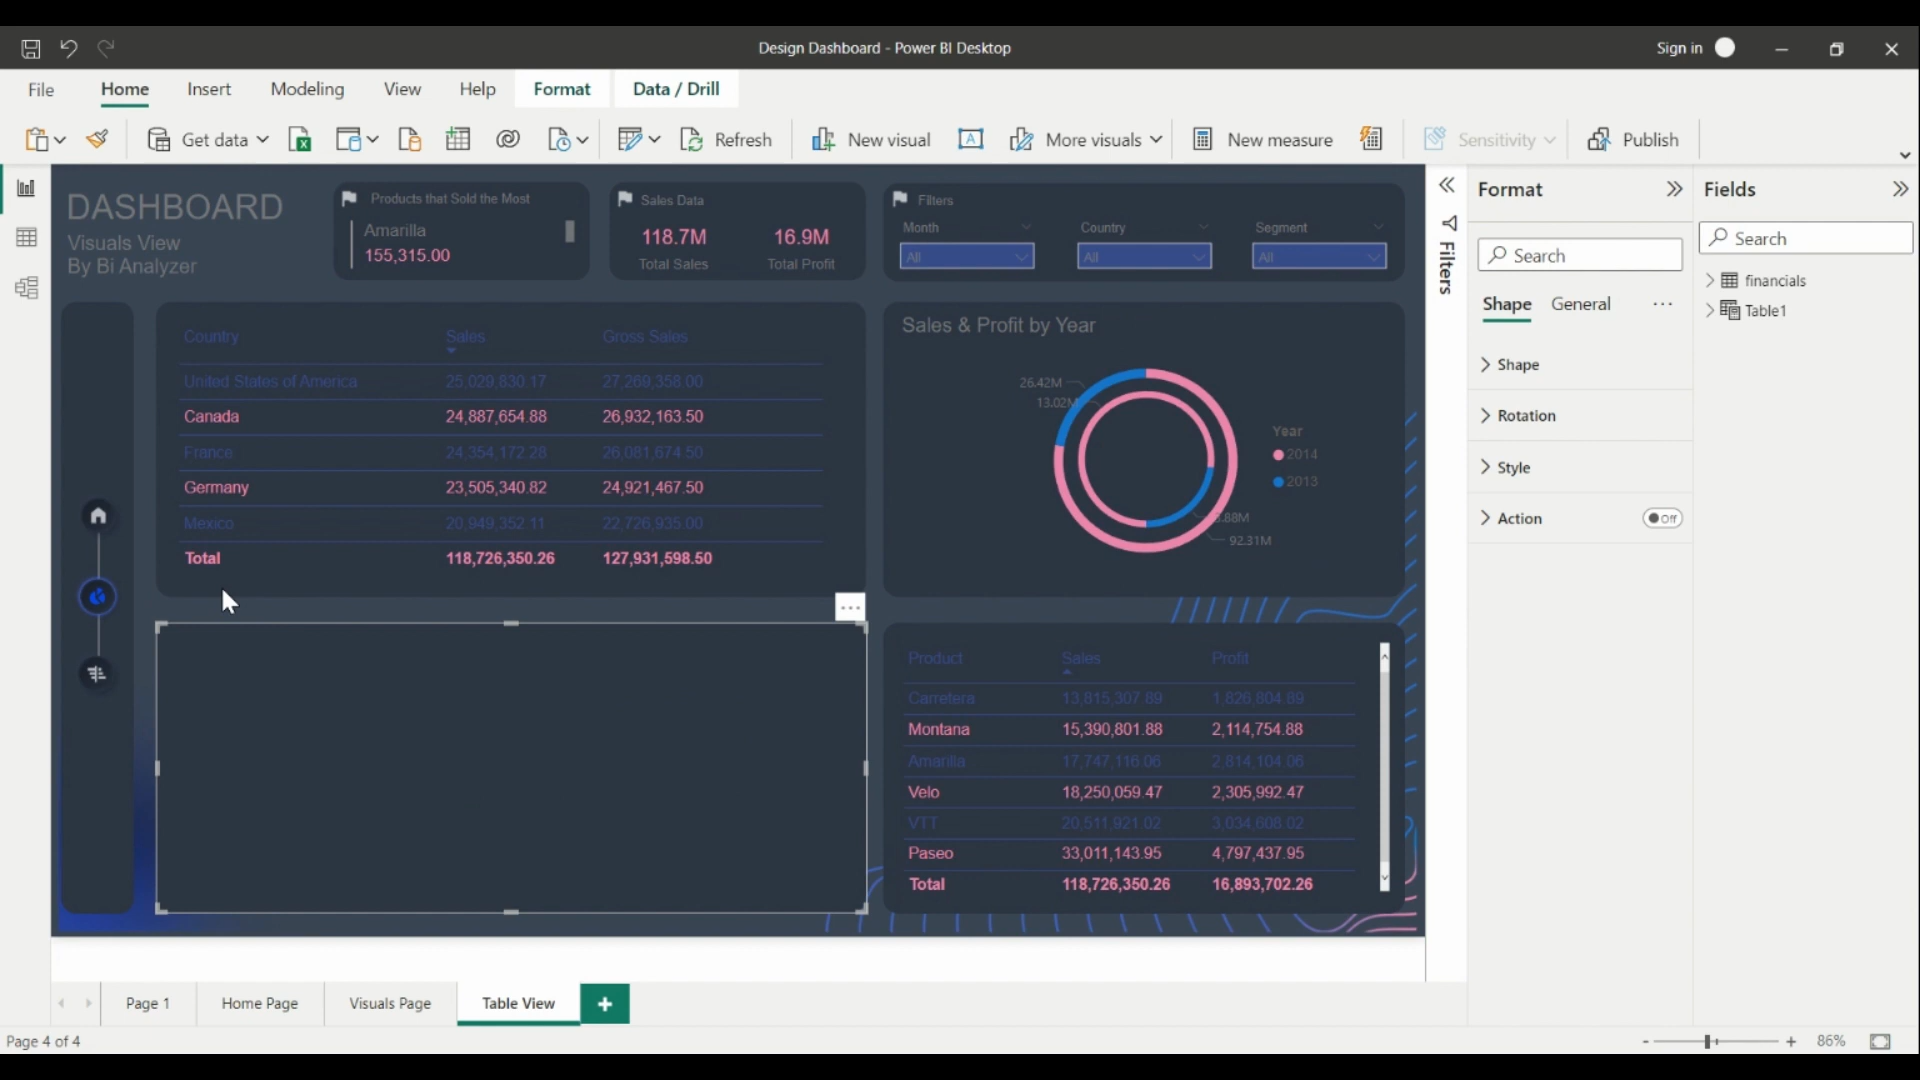 Design Dashboard - Power BI Desktop
Sign in
File Home Insert Modeling View Help Format Data / Drill
Get data Refresh New visual A More visuals New measure Sensitivity Publish
DASHBOARD
Visuals View
By Bi Analyzer
Products that Sold the Most
Amarilla
155,315.00
Sales Data
118.7M 16.9M
Total Sales Total Profit
Filters
Month Country Segment
All All All
Country Sales Gross Sales
United States of America 25,029,830.17 27,269,358.00
Canada 24,887,654.88 26,932,163.50
France 24,354,172.28 26,081,674.50
Germany 23,505,340.82 24,921,467.50
Mexico 20,949,352.11 22,726,935.00
Total 118,726,350.26 127,931,598.50
Sales & Profit by Year
26.42M
13.02M
.88M
92.31M
Year
2014
2013
Product Sales Profit
Carretera 13,815,307.89 1,826,804.89
Montana 15,390,801.88 2,114,754.88
Amarilla 17,747,116.06 2,814,104.06
Velo 18,250,059.47 2,305,992.47
VTT 20,511,921.02 3,034,608.02
Paseo 33,011,143.95 4,797,437.95
Total 118,726,350.26 16,893,702.26
Filters
Format
Search
Shape General
Shape
Rotation
Style
Action Off
Fields
Search
financials
Table1
Page 1 Home Page Visuals Page Table View
Page 4 of 4
86%